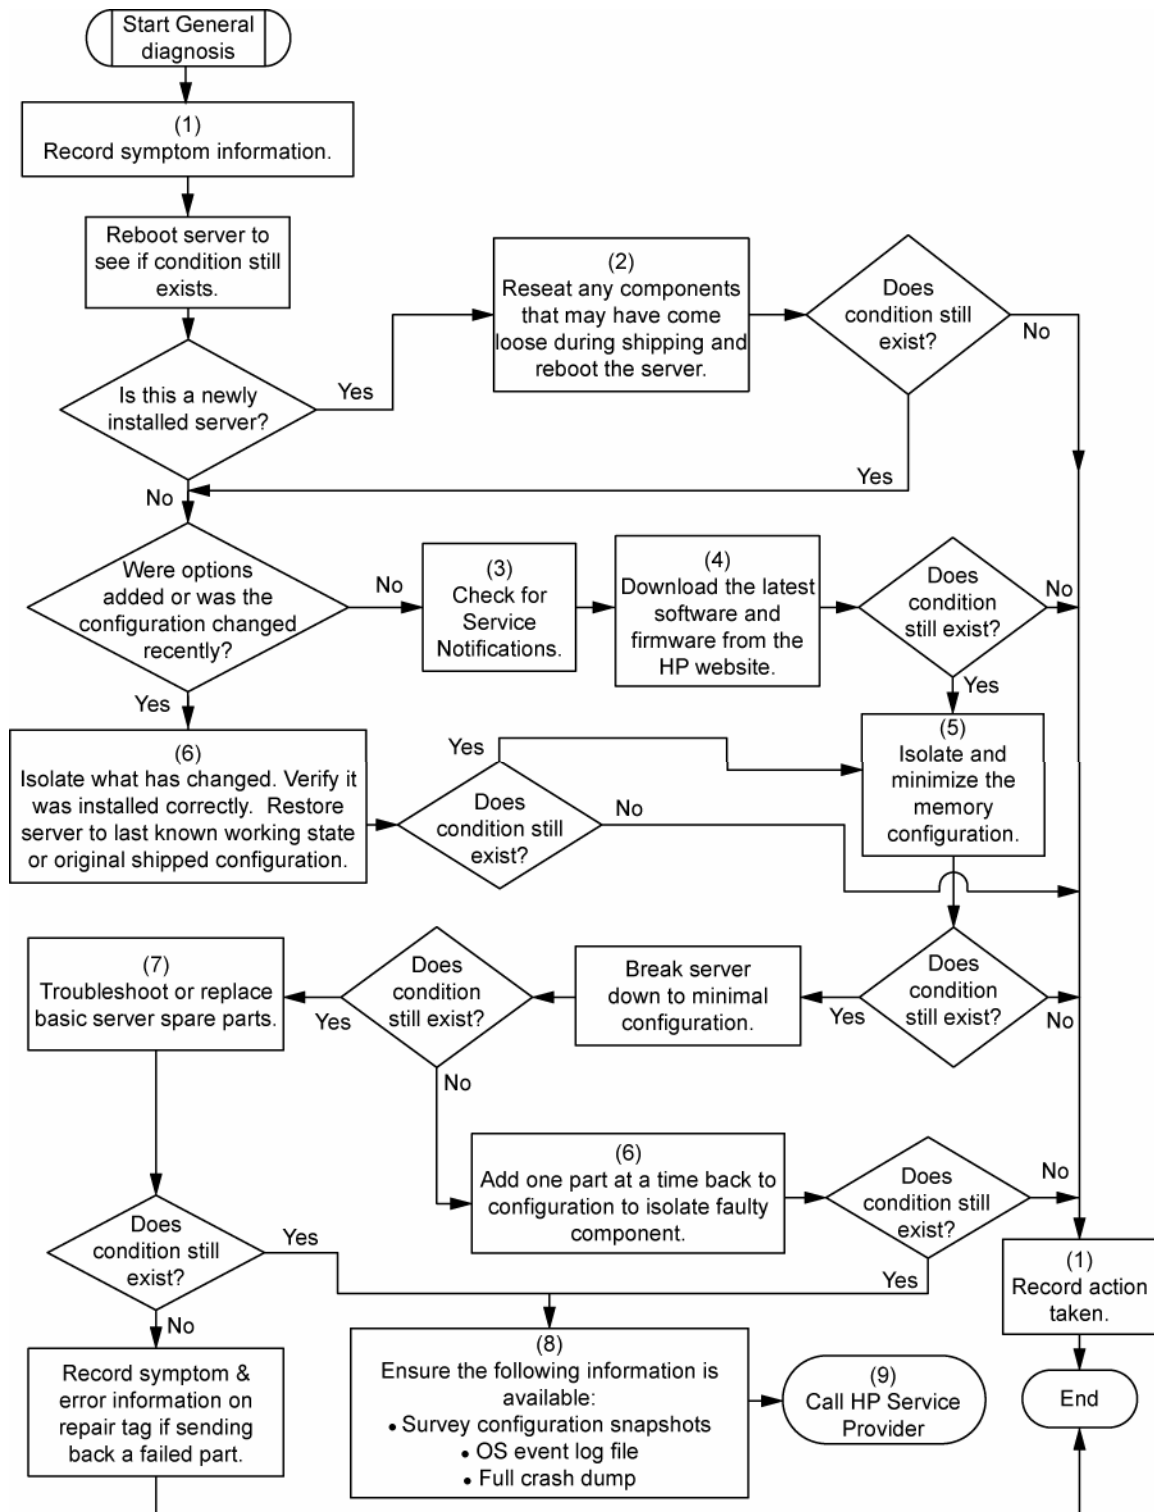 Start General
diagnosis
(1)
Record symptom information.
Reboot server to
see if condition still
exists.
(2)
Reseat any components
that may have come
loose during shipping and
reboot the server.
Does
condition still
exist?
No
Yes
Is this a newly
installed server?
Yes
No
Were options
added or was the
configuration changed
recently?
No
(3)
Check for
Service
Notifications.
(4)
Download the latest
software and
firmware from the
HP website.
Does
condition
still exist?
No
Yes
Yes
(6)
Isolate what has changed. Verify it
was installed correctly. Restore
server to last known working state
or original shipped configuration.
Does
condition still
exist?
Yes
No
(5)
Isolate and
minimize the
memory
configuration.
Does
condition
still exist?
No
Yes
Break server
down to minimal
configuration.
Does
condition
still exist?
Yes
No
(7)
Troubleshoot or replace
basic server spare parts.
(6)
Add one part at a time back to
configuration to isolate faulty
component.
Does
condition still
exist?
No
Yes
Does
condition still
exist?
Yes
No
(1)
Record action
taken.
Record symptom &
error information on
repair tag if sending
back a failed part.
(8)
Ensure the following information is
available:
• Survey configuration snapshots
• OS event log file
• Full crash dump
(9)
Call HP Service
Provider
End